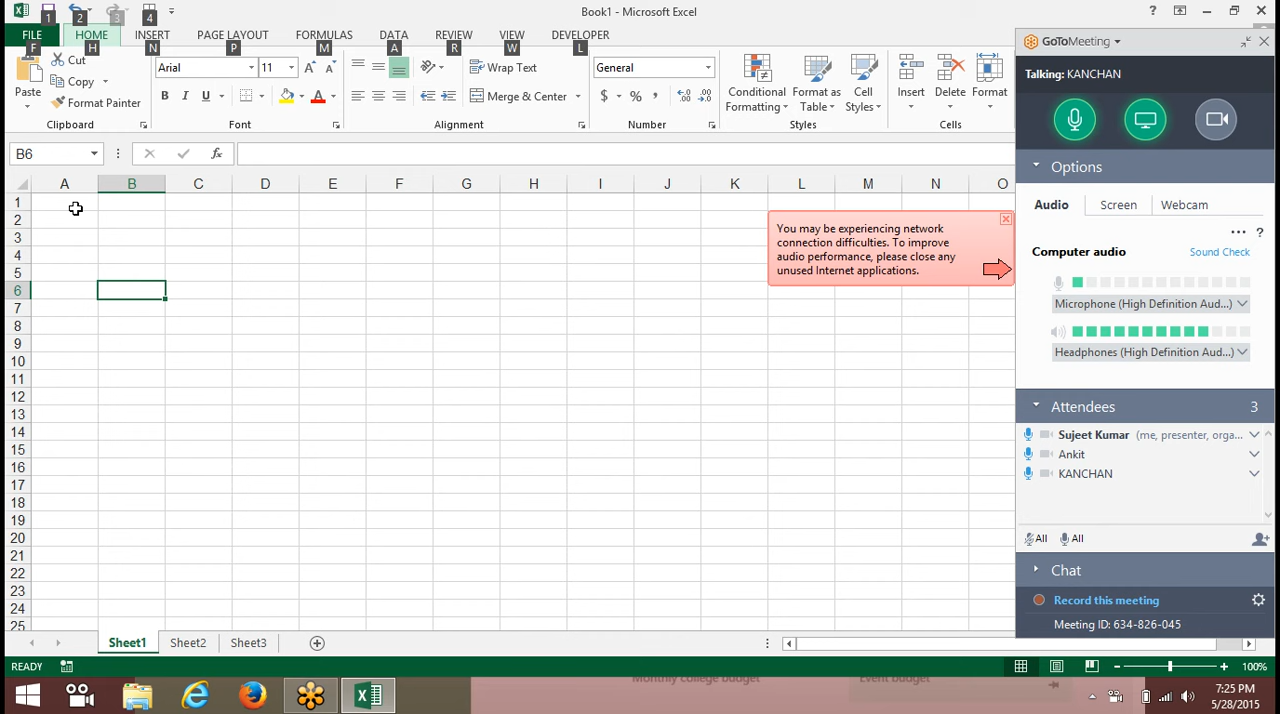 1 2 3 4
Book1 - Microsoft Excel
?
FILE HOME INSERT PAGE LAYOUT FORMULAS DATA REVIEW VIEW DEVELOPER
F H N P M A R W L
Paste
Cut
Copy
Format Painter
Clipboard
Arial 11 A A
B I U A
Font
Wrap Text
Merge & Center
Alignment
General
$ % , .00 .0
Number
Conditional Formatting
Format as Table
Cell Styles
Styles
Insert Delete Format
Cells
B6
fx
A B C D E F G H I J K L M N O
1
2
3
4
5
6
7
8
9
10
11
12
13
14
15
16
17
18
19
20
21
22
23
24
25
You may be experiencing network
connection difficulties. To improve
audio performance, please close any
unused Internet applications.
GoToMeeting
Talking: KANCHAN
Options
Audio Screen Webcam
... ?
Computer audio Sound Check
Microphone (High Definition Aud...)
Headphones (High Definition Aud...)
Attendees 3
Sujeet Kumar (me, presenter, orga...
Ankit
KANCHAN
All All
Chat
Record this meeting
Meeting ID: 634-826-045
Sheet1 Sheet2 Sheet3
READY
100%
Monthly college budget
Event budget
7:25 PM
5/28/2015